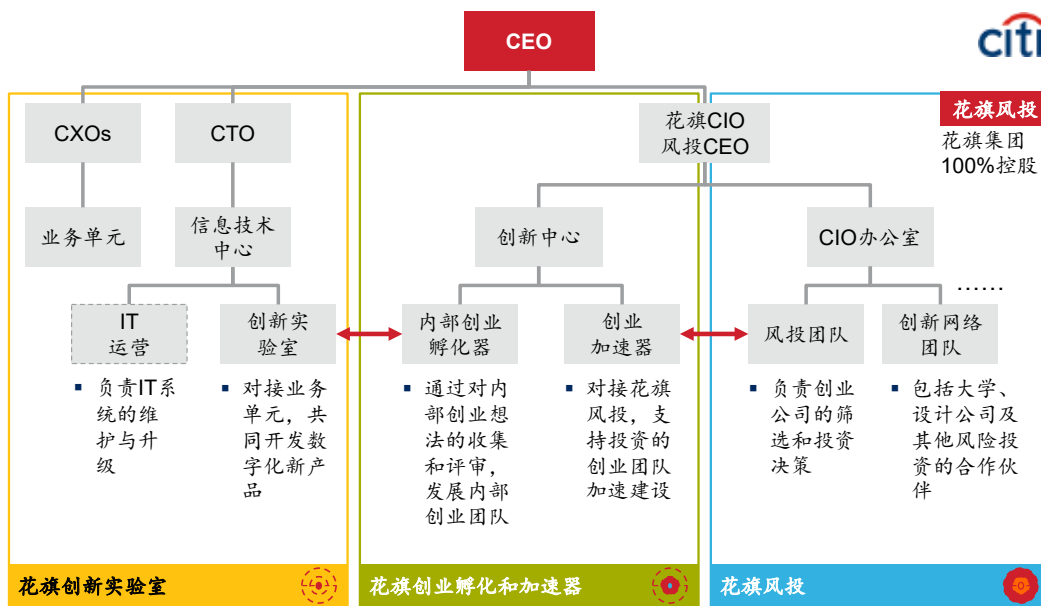 CEO
citi
花旗风投
花旗集团
100%控股
CXOs
CTO
花旗CIO
风投CEO
业务单元
信息技术
中心
创新中心
CIO办公室
……
IT
运营
创新实
验室
内部创业
孵化器
创业
加速器
风投团队
创新网络
团队
▪ 负责IT系
统的维
护与升
级
▪ 对接业务
单元，共
同开发数
字化新产
品
▪ 通过对内
部创业想
法的收集
和评审，
发展内部
创业团队
▪ 对接花旗
风投，支
持投资的
创业团队
加速建设
▪ 负责创业
公司的筛
选和投资
决策
▪ 包括大学、
设计公司及
其他风险投
资的合作伙
伴
花旗创新实验室
花旗创业孵化和加速器
花旗风投